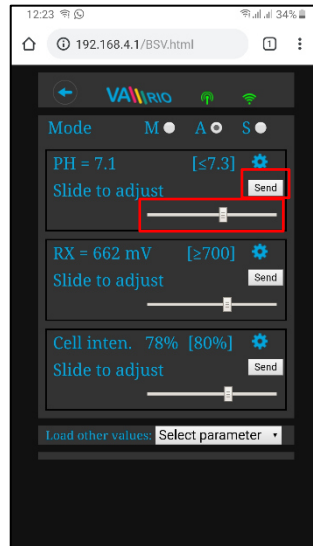 12:23 34%
192.168.4.1/BSV.html 1
VARIO
Mode M A S
PH = 7.1 [≤7.3]
Slide to adjust Send
RX = 662 mV [≥700]
Slide to adjust Send
Cell inten. 78% [80%]
Slide to adjust Send
Load other values: Select parameter